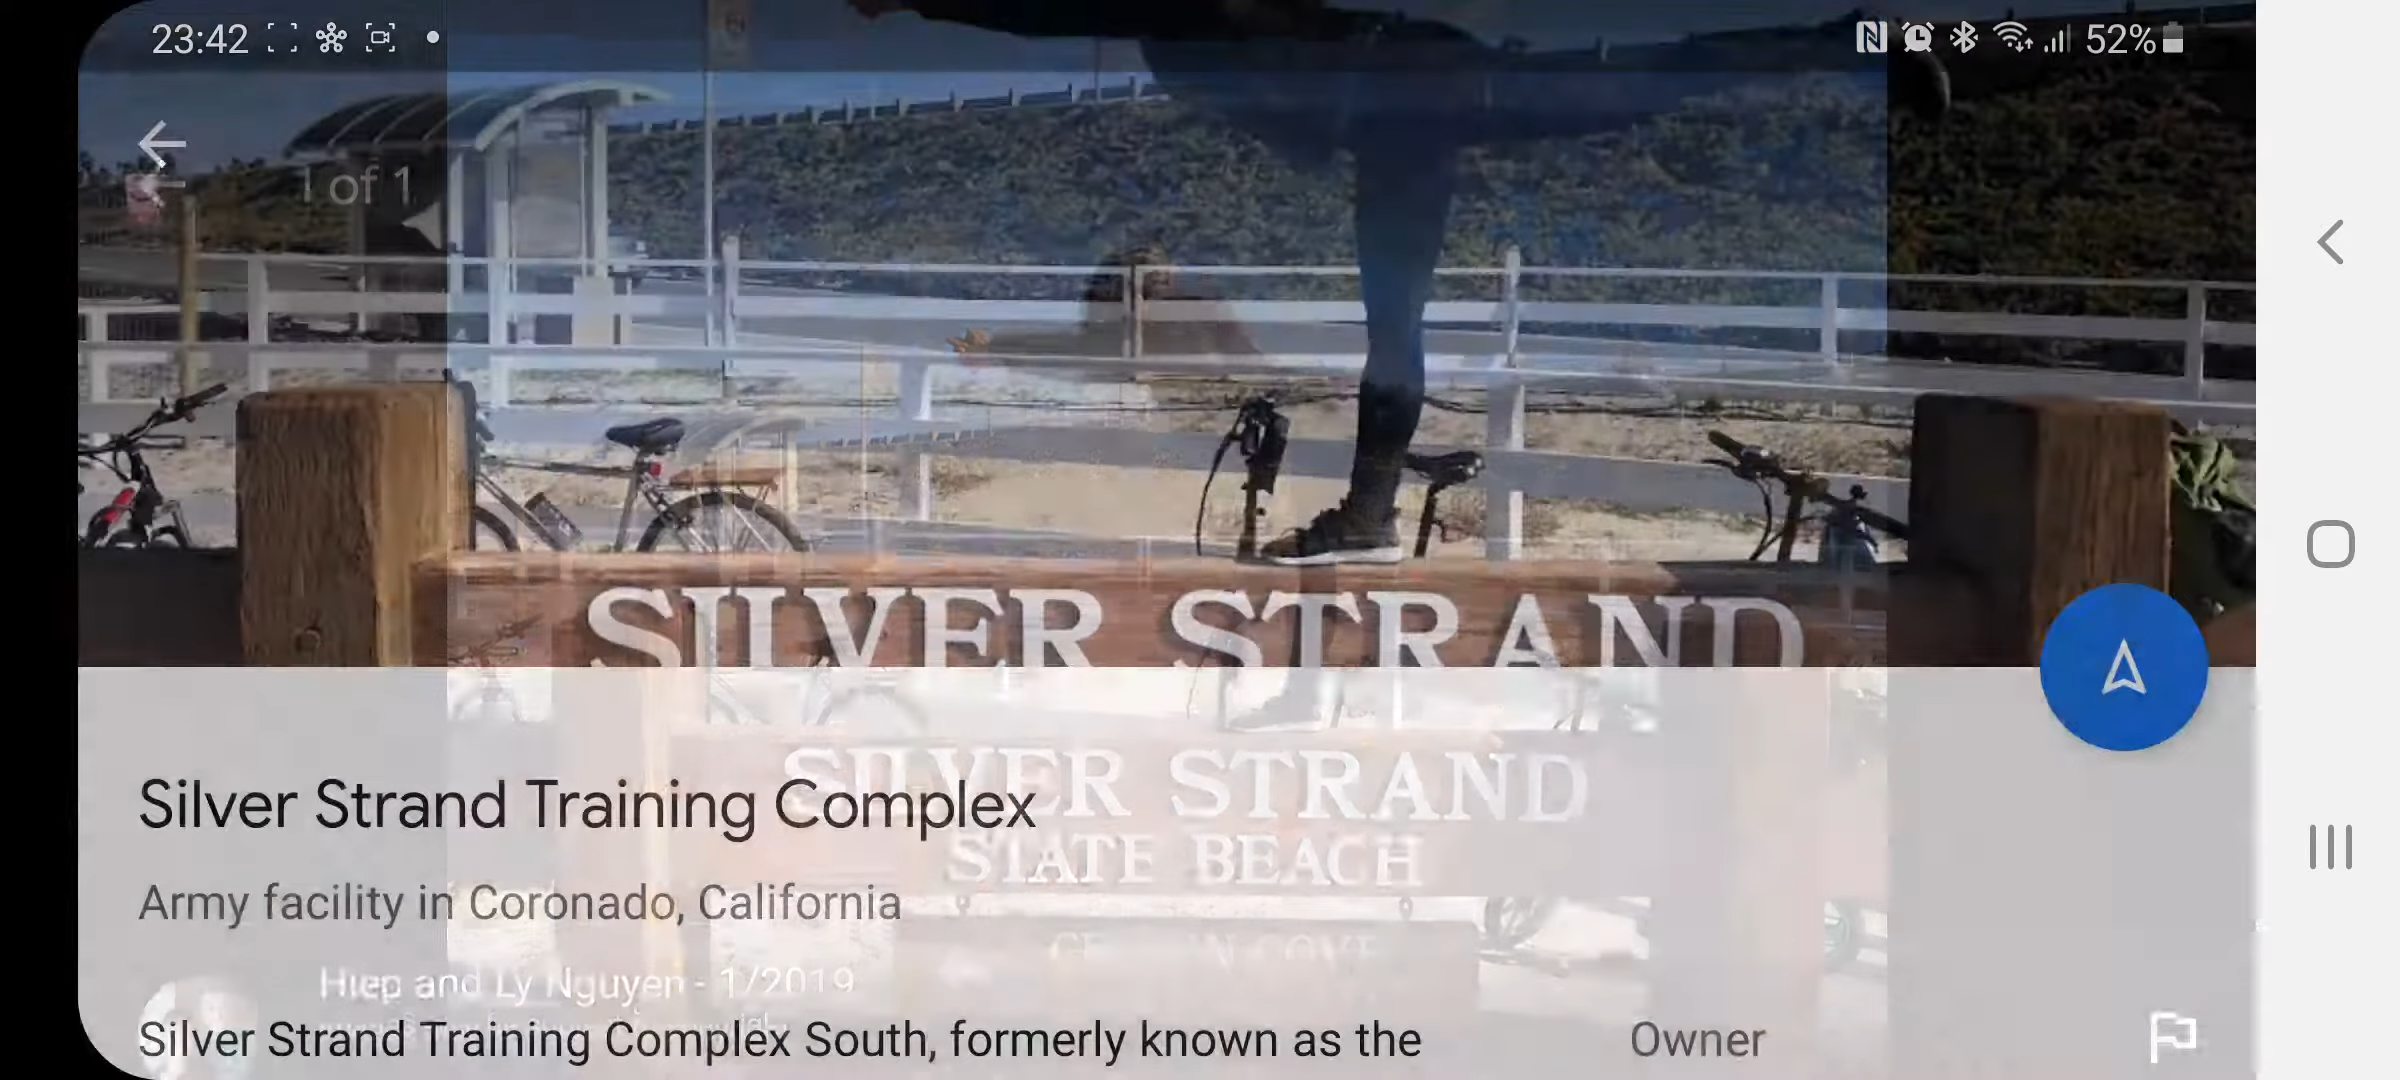 23:42
52%
1 of 1
SILVER STRAND
Silver Strand Training Complex
SILVER STRAND
STATE BEACH
Army facility in Coronado, California
Hiep and Ly Nguyen - 1/2019
Silver Strand Training Complex South, formerly known as the
Owner